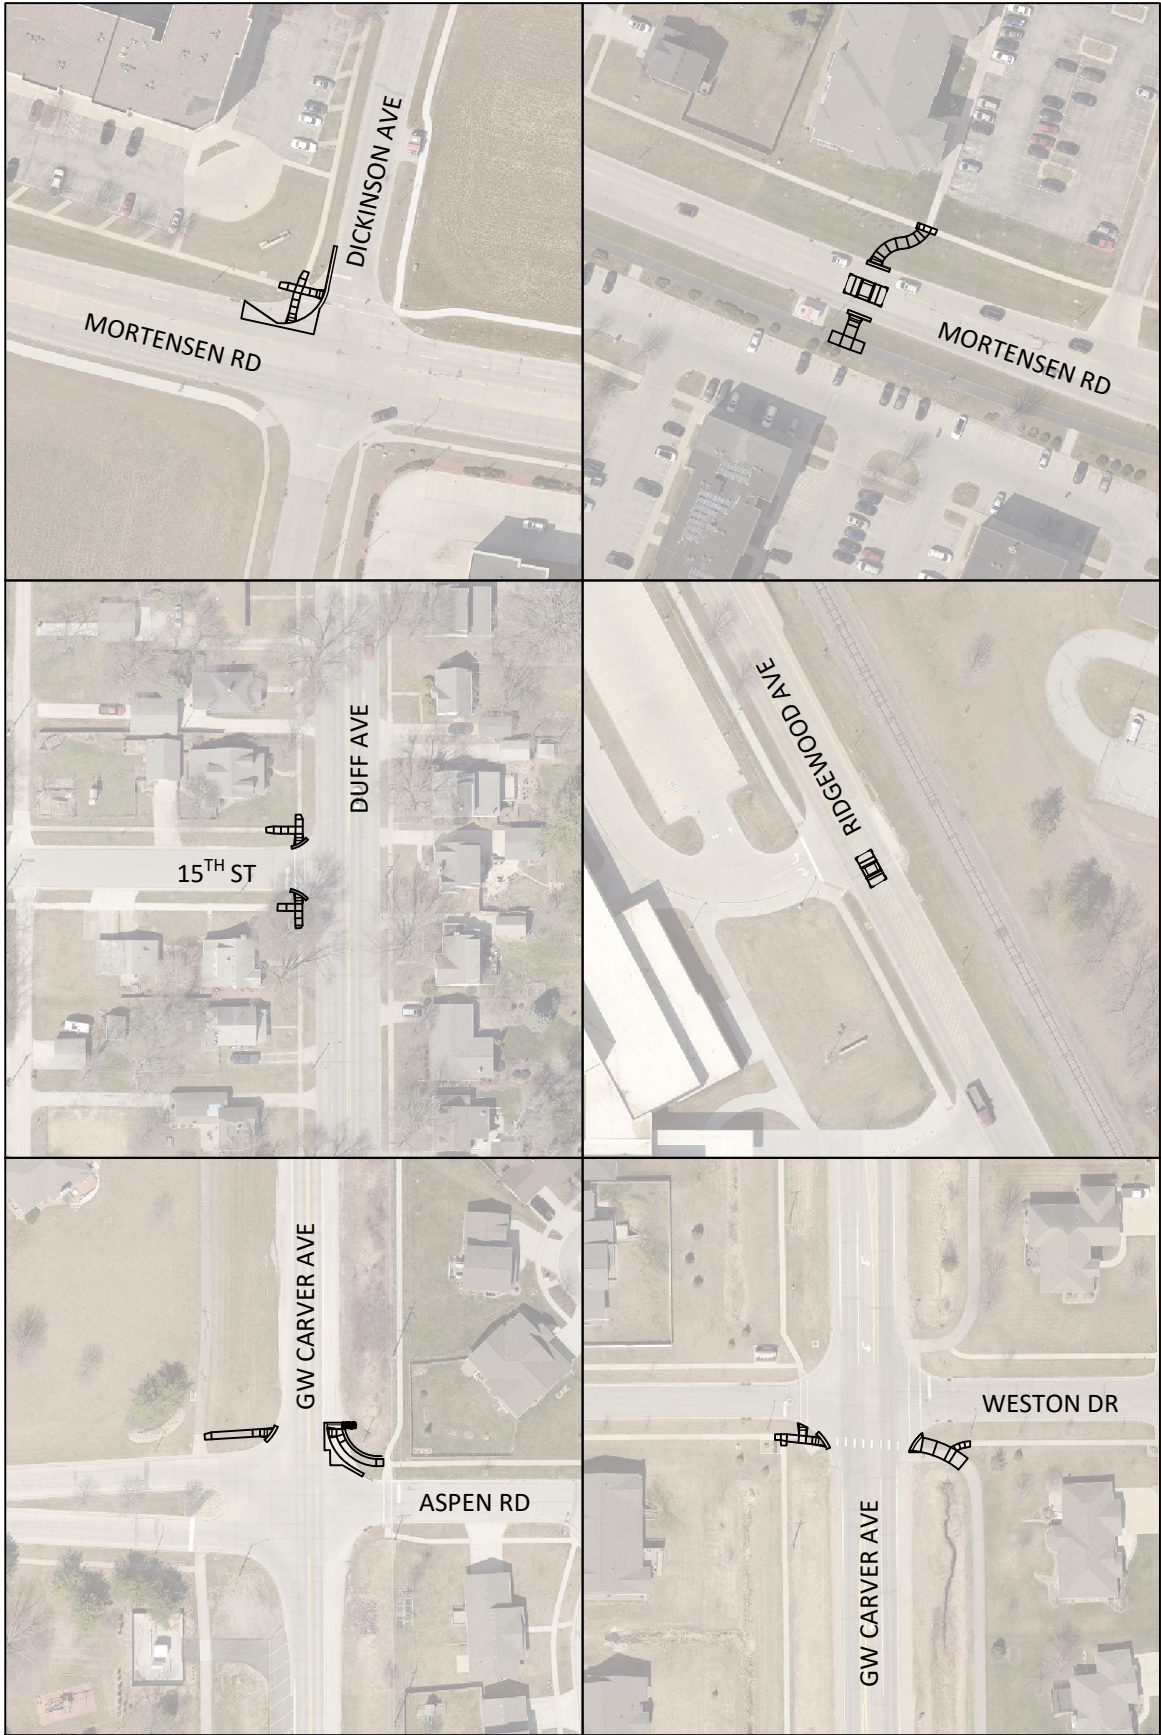 DICKINSON AVE
MORTENSEN RD
MORTENSEN RD
DUFF AVE
15TH ST
RIDGEWOOD AVE
GW CARVER AVE
ASPEN RD
WESTON DR
GW CARVER AVE